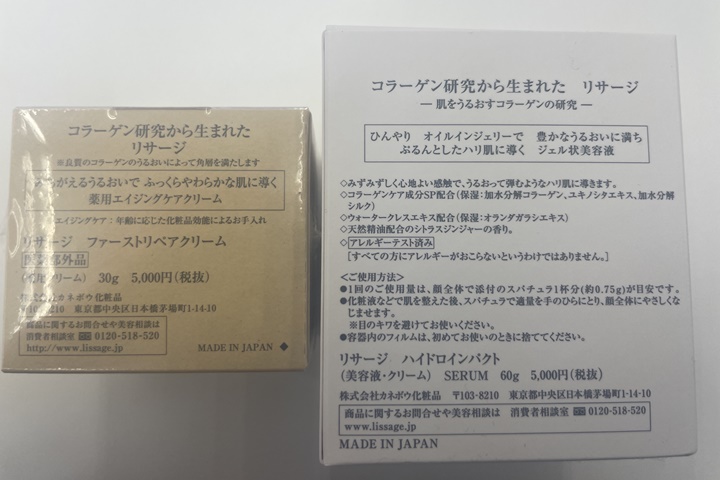 コラーゲン研究から生まれた
リサージ
※良質のコラーゲンのうるおいによって角層を満たします
ちがえるうるおいで ふっくらやわらかな肌に導く
薬用エイジングケアクリーム
エイジングケア:年齢に応じた化粧品効能によるお手入れ
リサージ ファーストリペアクリーム
医薬部外品
クリーム) 30g 5,000円(税抜)
株式会社カネボウ化粧品
〒103-8210 東京都中央区日本橋茅場町1-14-10
商品に関するお問合せや美容相談は
消費者相談室 0120-518-520
http://www.lissage.jp
MADE IN JAPAN ◆
コラーゲン研究から生まれた リサージ
― 肌をうるおすコラーゲンの研究 ―
ひんやり オイルインジェリーで 豊かなうるおいに満ち
ぷるんとしたハリ肌に導く ジェル状美容液
◇みずみずしく心地よい感触で、うるおって弾むようなハリ肌に導きます。
◇コラーゲンケア成分SP配合(保湿:加水分解コラーゲン、ユキノシタエキス、加水分解
シルク)
◇ウォータークレスエキス配合(保湿:オランダガラシエキス)
◇天然精油配合のシトラスジンジャーの香り。
◇アレルギーテスト済み
[すべての方にアレルギーがおこらないというわけではありません。]
<ご使用方法>
●1回のご使用量は、顔全体で添付のスパチュラ1杯分(約0.75g)が目安です。
●化粧液などで肌を整えた後、スパチュラで適量を手のひらにとり、顔全体にやさしくな
じませます。
※目のキワを避けてお使いください。
●容器内のフィルムは、初めてお使いのときに捨ててください。
リサージ ハイドロインパクト
(美容液・クリーム) SERUM 60g 5,000円(税抜)
株式会社カネボウ化粧品 〒103-8210 東京都中央区日本橋茅場町1-14-10
商品に関するお問合せや美容相談は 消費者相談室 0120-518-520
www.lissage.jp
MADE IN JAPAN